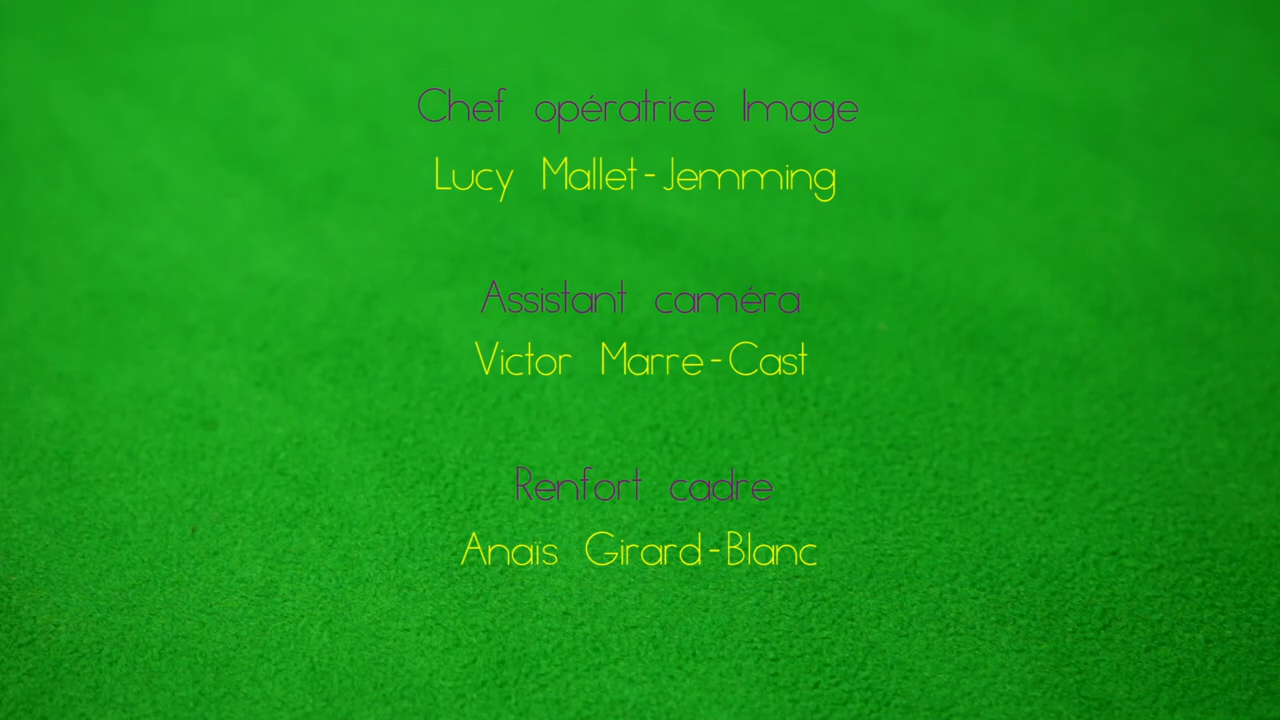 Chef opératrice Image
Lucy Mallet-Jemming
Assistant caméra
Victor Marre-Cast
Renfort cadre
Anaïs Girard-Blanc